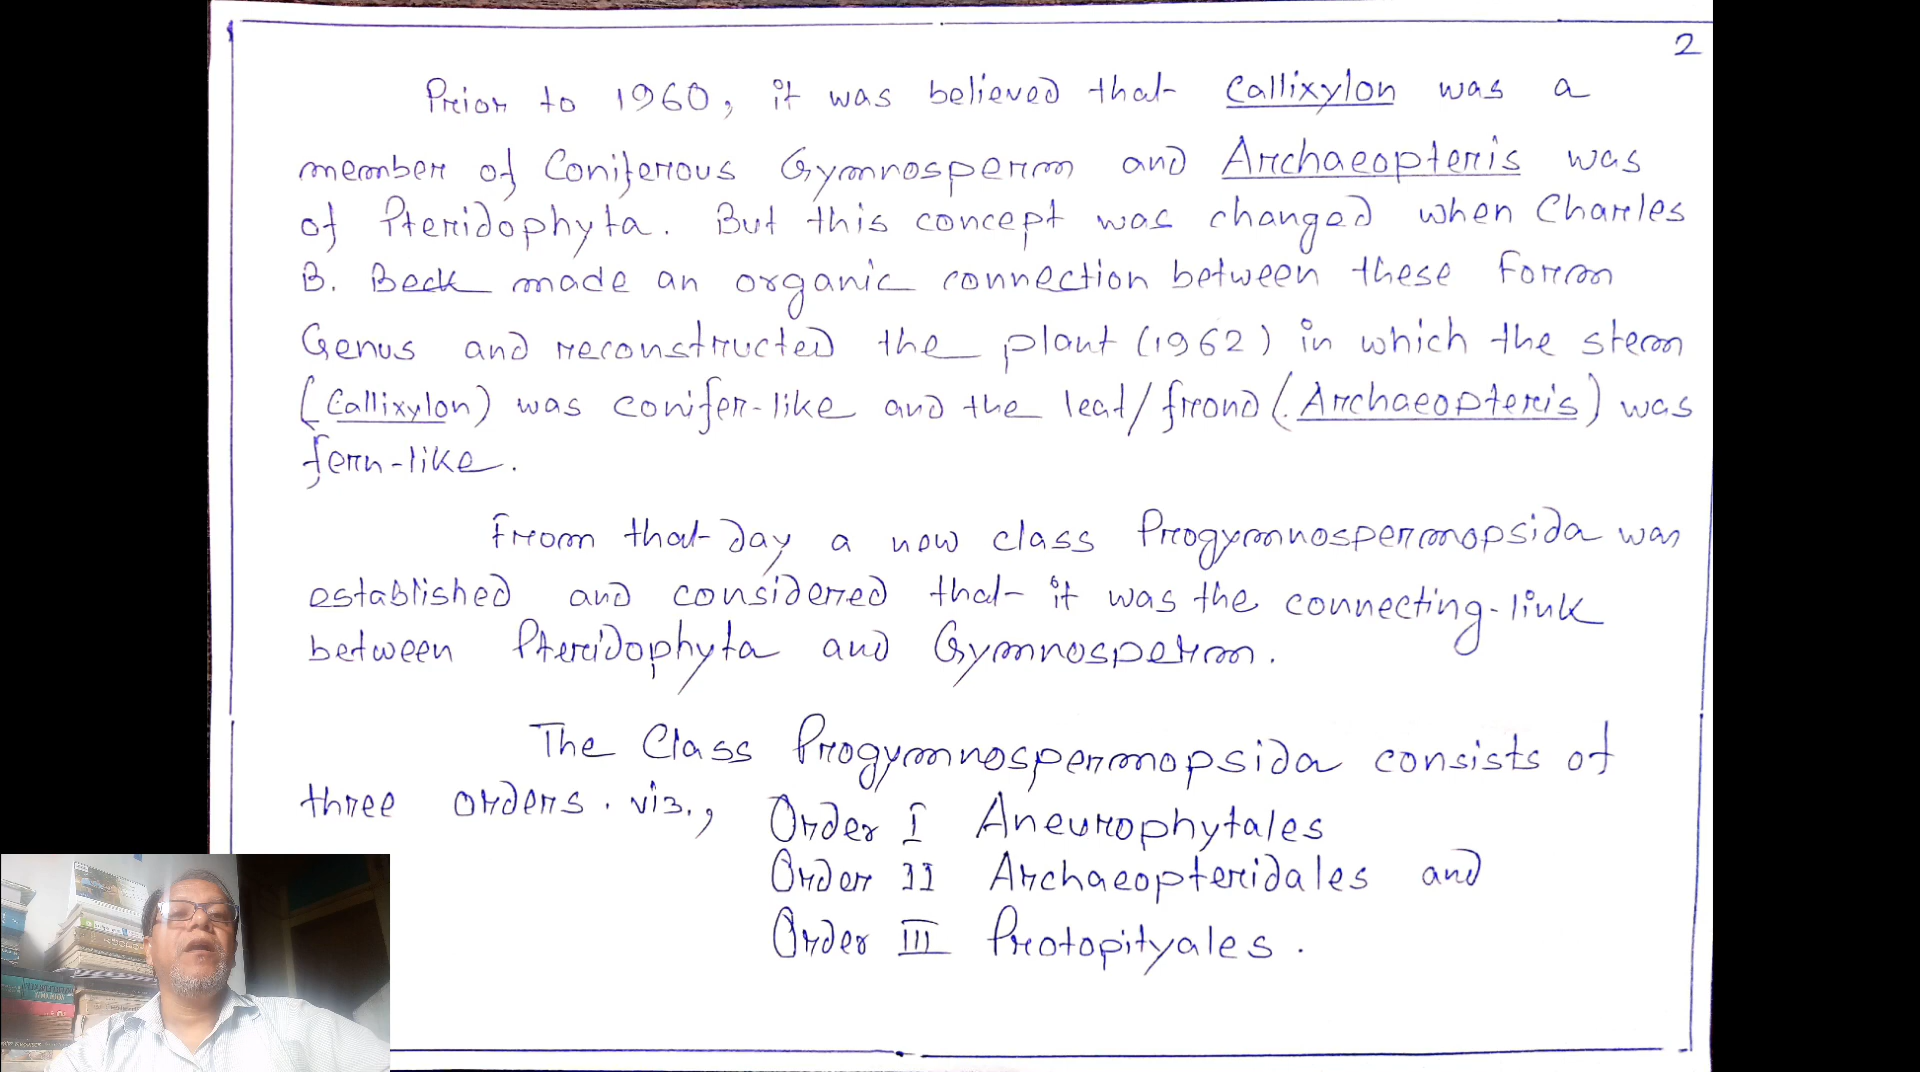 2
Prior to 1960, it was believed that Callixylon was a
member of Coniferous Gymnosperm and Archaeopteris was
of Pteridophyta. But this concept was changed when Charles
B. Beck made an organic connection between these Form
Genus and reconstructed the plant (1962) in which the stem
(Callixylon) was conifer-like and the leaf/frond (Archaeopteris) was
fern-like.
From that day a new class Progymnospermopsida was
established and considered that it was the connecting-link
between Pteridophyta and Gymnosperm.
The Class Progymnospermopsida consists of
three orders. viz.,
Order I Aneurophytales
Order II Archaeopteridales and
Order III Protopityales.